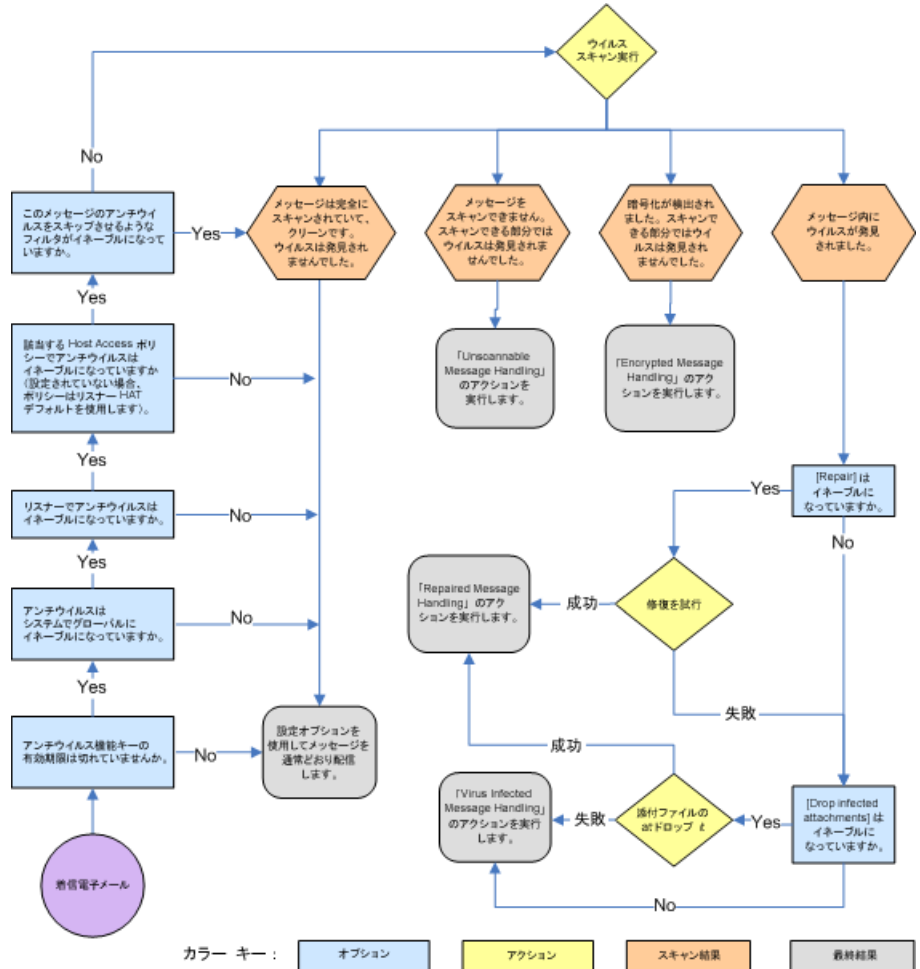 ウイルス
スキャン実行
No
このメッセージのアンチウイ
ルスをスキップさせるような
フィルタがイネーブルになって
いますか。
Yes
メッセージは完全に
スキャンされていて、
クリーンです。
ウイルスは発見され
ませんでした。
メッセージを
スキャンできません。
スキャンできる部分では
ウイルスは発見されま
せんでした。
暗号化が検出され
ました。スキャン
できる部分ではウ
イルスは発見され
ませんでした。
メッセージ内に
ウイルスが発見
されました。
Yes
該当する Host Access ポリ
シーでアンチウイルスは
イネーブルになっていますか
(設定されていない場合、
ポリシーはリスナー HAT
デフォルトを使用します)。
No
「Unscannable
Message Handling」
のアクションを
実行します。
「Encrypted Message
Handling」のアク
ションを実行します。
Yes
リスナーでアンチウイルスは
イネーブルになっていますか。
No
[Repair] は
イネーブルに
なっていますか。
Yes
No
Yes
アンチウイルスは
システムでグローバルに
イネーブルになっていますか。
No
「Repaired Message
Handling」のアク
ションを実行します。
成功
修復を試行
失敗
Yes
アンチウイルス機能キーの
有効期限は切れていませんか。
No
設定オプションを
使用してメッセージを
通常どおり配信
します。
成功
「Virus Infected
Message Handling」
のアクションを実行
します。
失敗
添付ファイルの
atドロップ t
Yes
[Drop infected
attachments] は
イネーブルに
なっていますか。
No
着信電子メール
カラー キー :
オプション
アクション
スキャン結果
最終結果